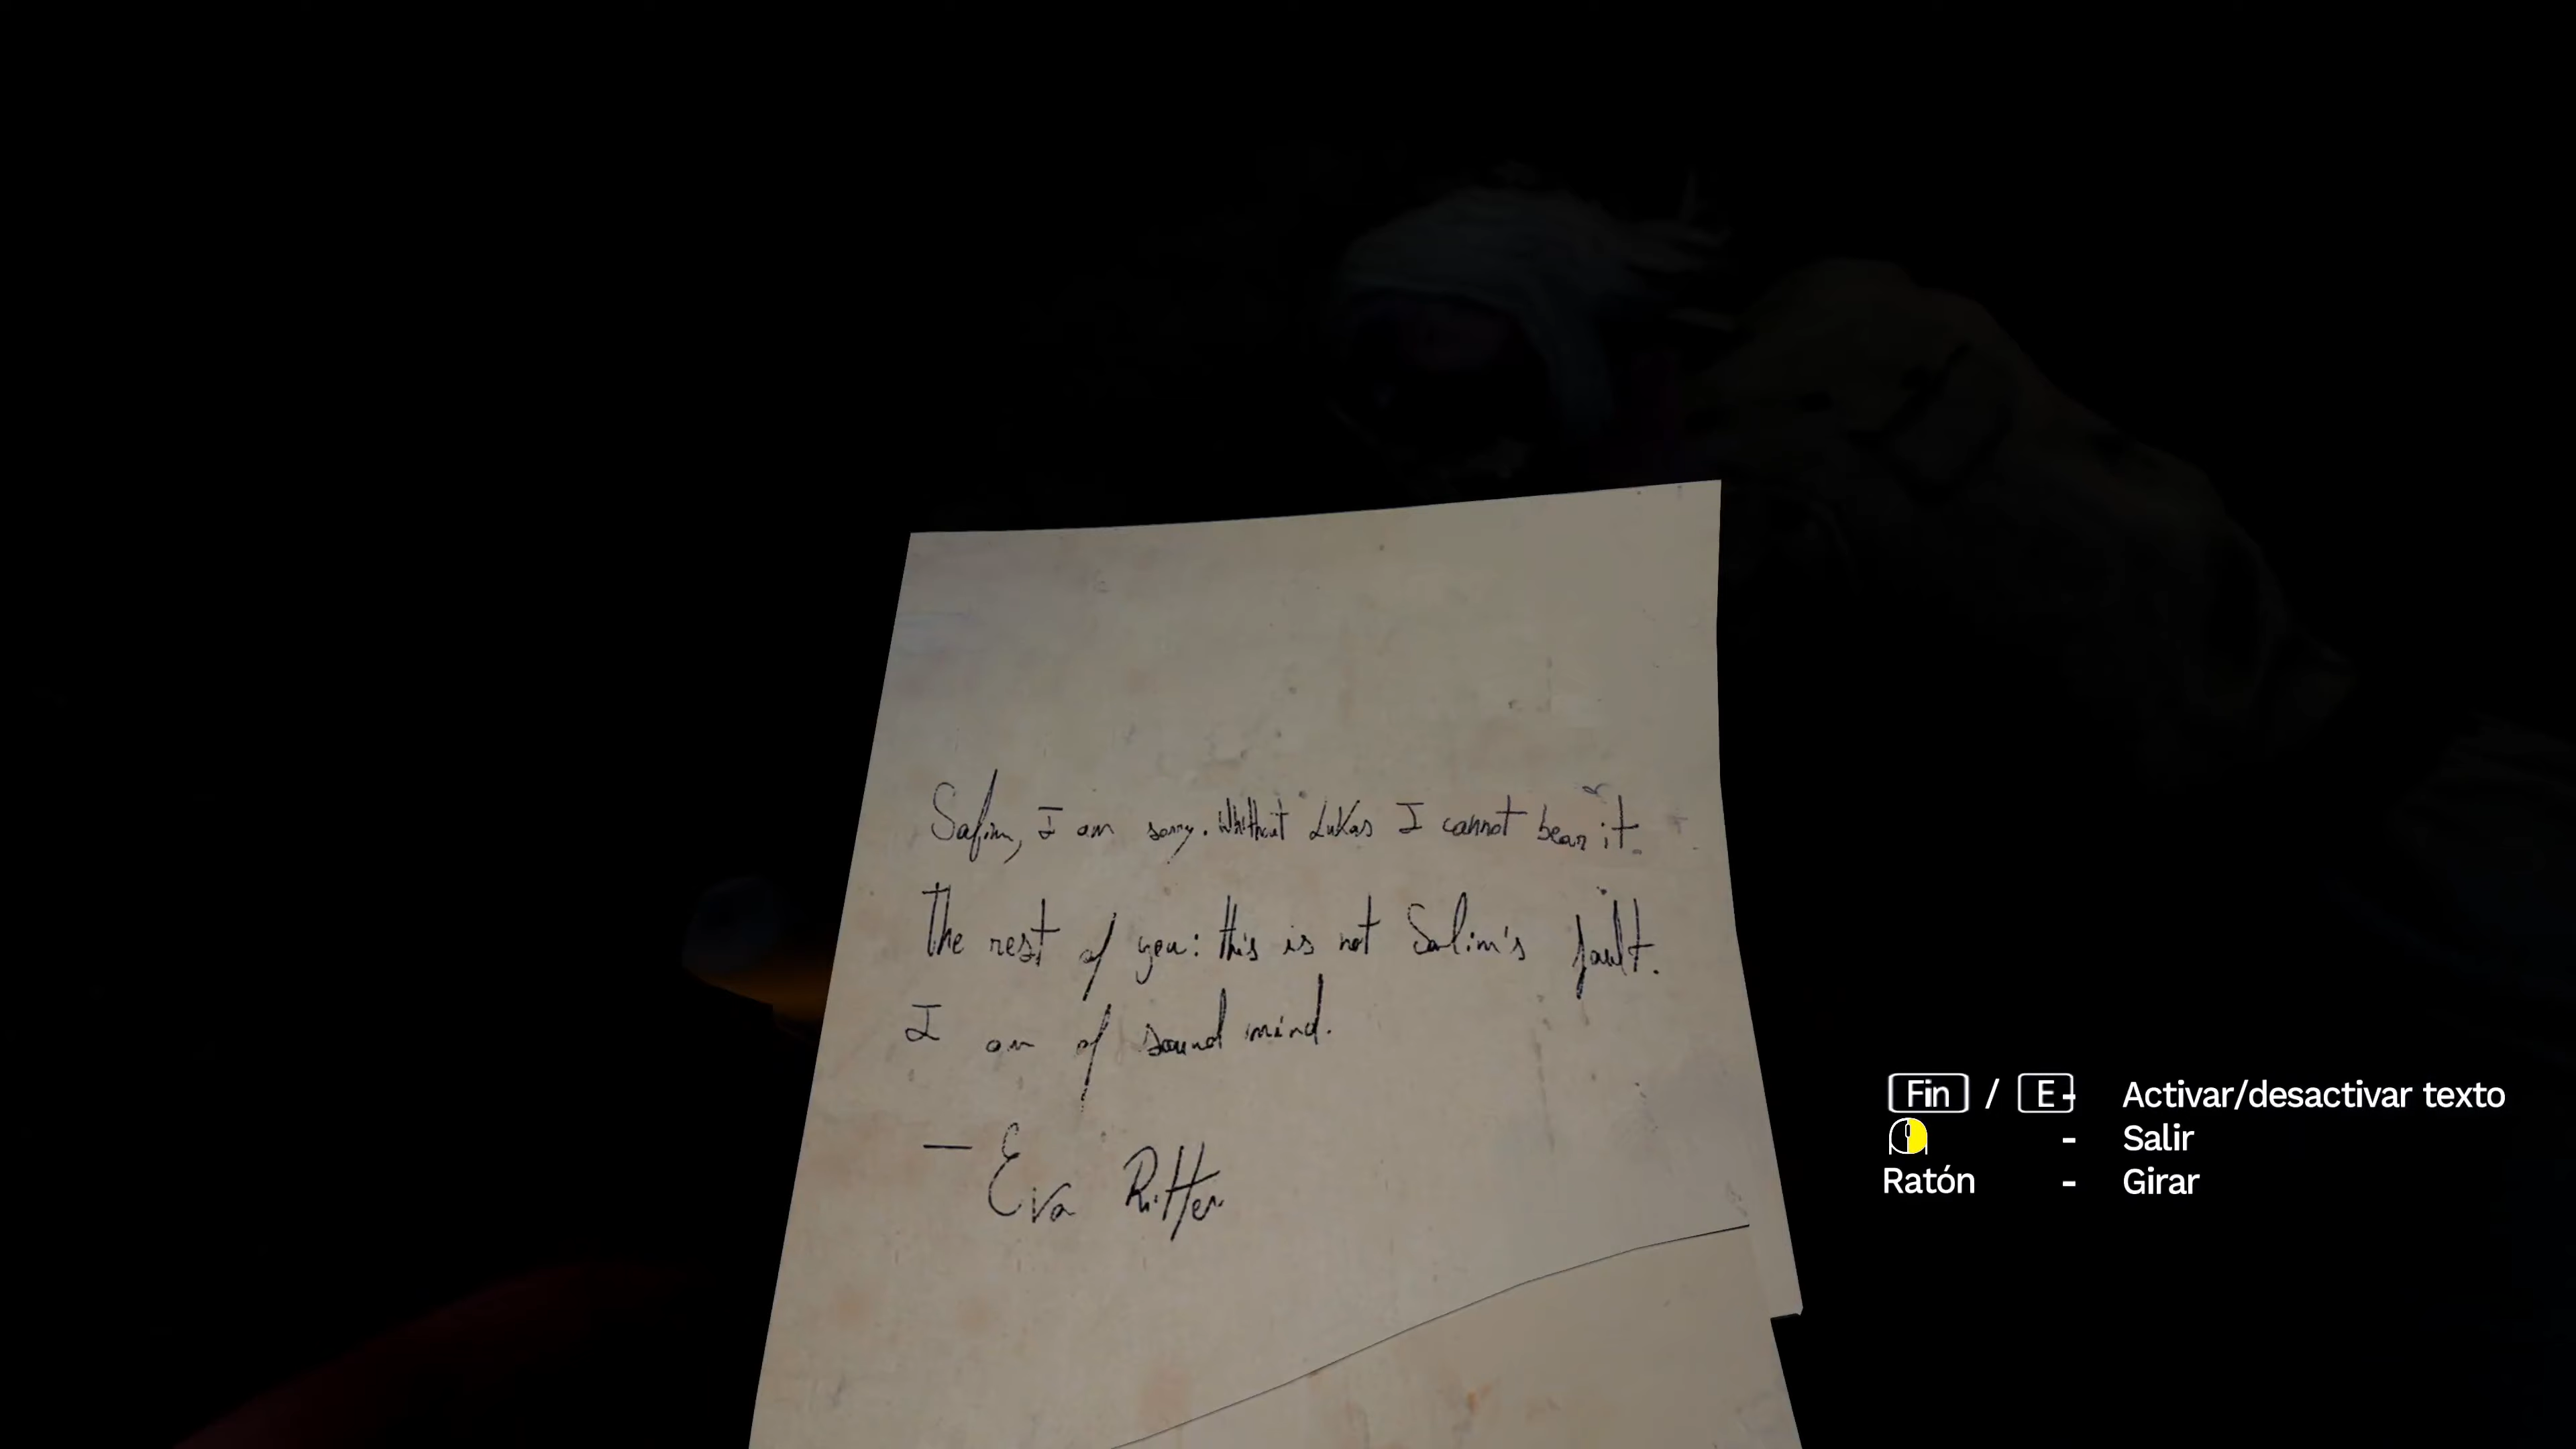 Salim, I am sorry. Whithout Lukas I cannot bear it.
The rest of you: this is not Salim's fault.
I am of sound mind.
— Eva Ritter
Fin / E - Activar/desactivar texto
- Salir
Ratón - Girar